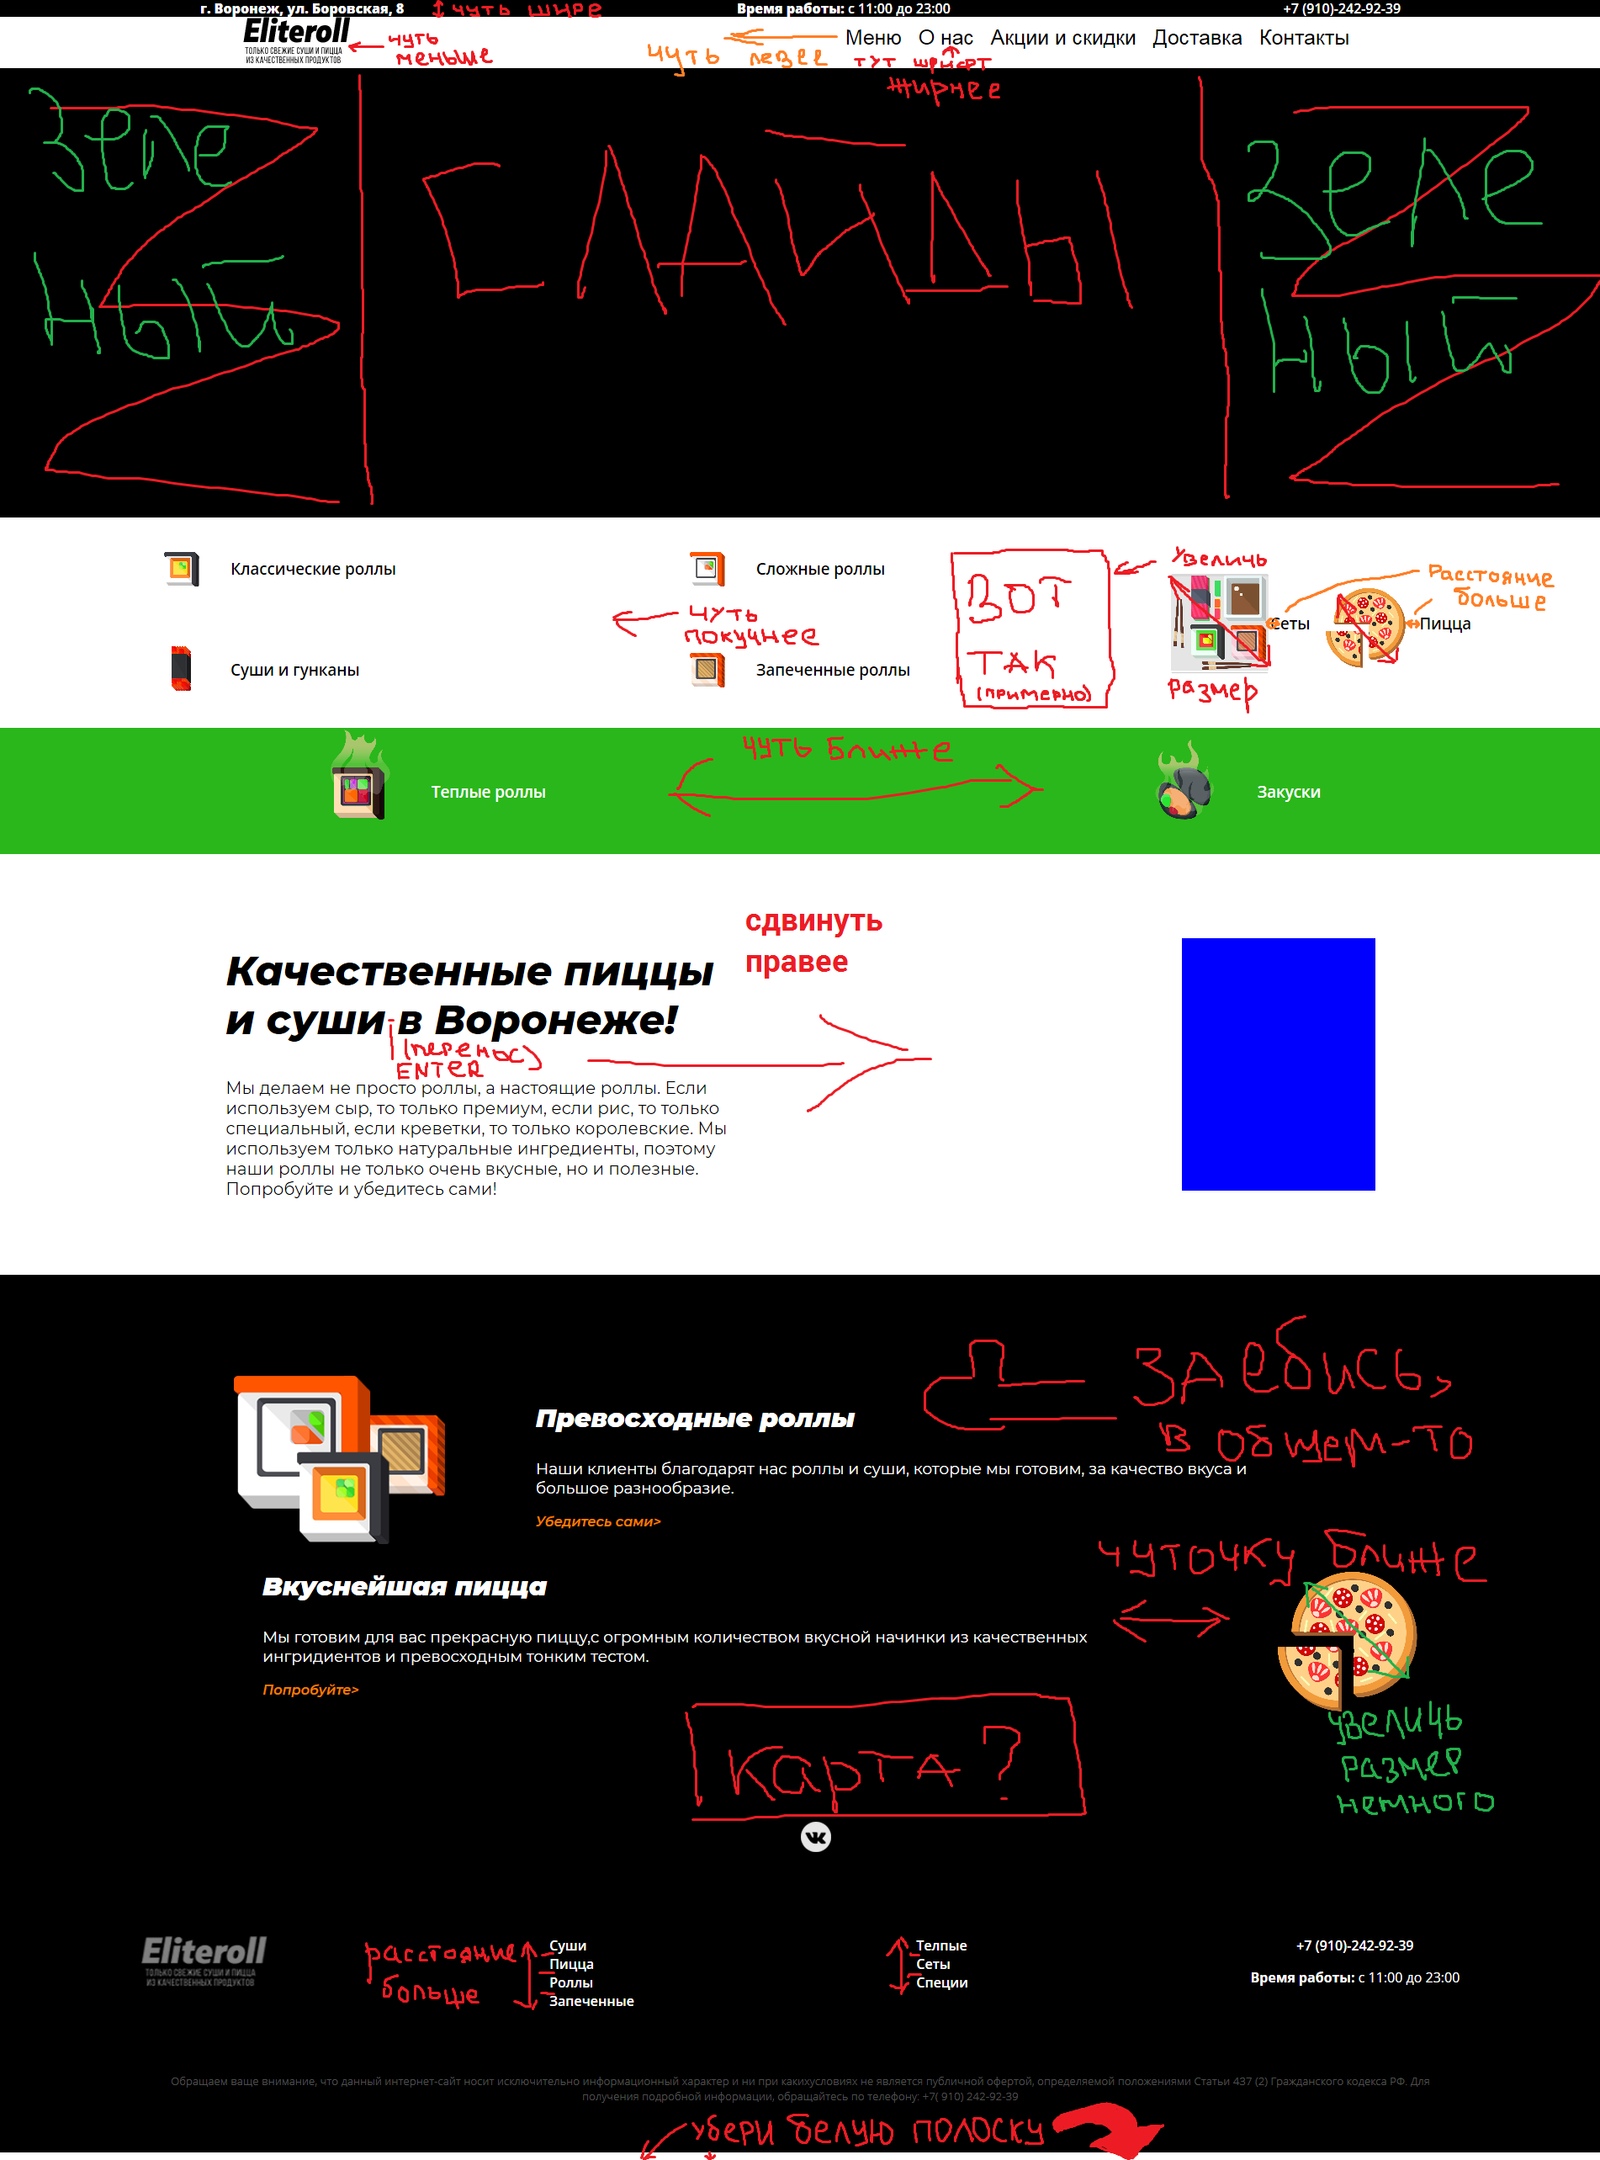 г. Воронеж, ул. Боровская, 8
чуть шире
Время работы: с 11:00 до 23:00
+7 (910)-242-92-39
Eliteroll
ТОЛЬКО СВЕЖИЕ СУШИ И ПИЦЦА
ИЗ КАЧЕСТВЕННЫХ ПРОДУКТОВ
чуть
меньше
чуть левее
Меню О нас Акции и скидки Доставка Контакты
тут шрифт
жирнее
Зеле
ный
СЛАЙДЫ
Зеле
ный
Классические роллы
Сложные роллы
Суши и гунканы
Запеченные роллы
чуть
покучнее
ВОТ
ТАК
(примерно)
Увеличь
размер
Сеты
Пицца
Расстояние
больше
Теплые роллы
чуть ближе
Закуски
сдвинуть
правее
Качественные пиццы
и суши в Воронеже!
(перенос)
ENTER
Мы делаем не просто роллы, а настоящие роллы. Если
используем сыр, то только премиум, если рис, то только
специальный, если креветки, то только королевские. Мы
используем только натуральные ингредиенты, поэтому
наши роллы не только очень вкусные, но и полезные.
Попробуйте и убедитесь сами!
Заебись,
в общем-то
Превосходные роллы
Наши клиенты благодарят нас роллы и суши, которые мы готовим, за качество вкуса и
большое разнообразие.
Убедитесь сами>
чуточку ближе
Вкуснейшая пицца
Мы готовим для вас прекрасную пиццу,с огромным количеством вкусной начинки из качественных
ингридиентов и превосходным тонким тестом.
Попробуйте>
увеличь
размер
немного
Карта?
Eliteroll
ТОЛЬКО СВЕЖИЕ СУШИ И ПИЦЦА
ИЗ КАЧЕСТВЕННЫХ ПРОДУКТОВ
расстояние
больше
Суши
Пицца
Роллы
Запеченные
Телпые
Сеты
Специи
+7 (910)-242-92-39
Время работы: с 11:00 до 23:00
Обращаем ваше внимание, что данный интернет-сайт носит исключительно информационный характер и ни при какихусловиях не является публичной офертой, определяемой положениями Статьи 437 (2) Гражданского кодекса РФ. Для
получения подробной информации, обращайтесь по телефону: +7( 910) 242-92-39
убери белую полоску